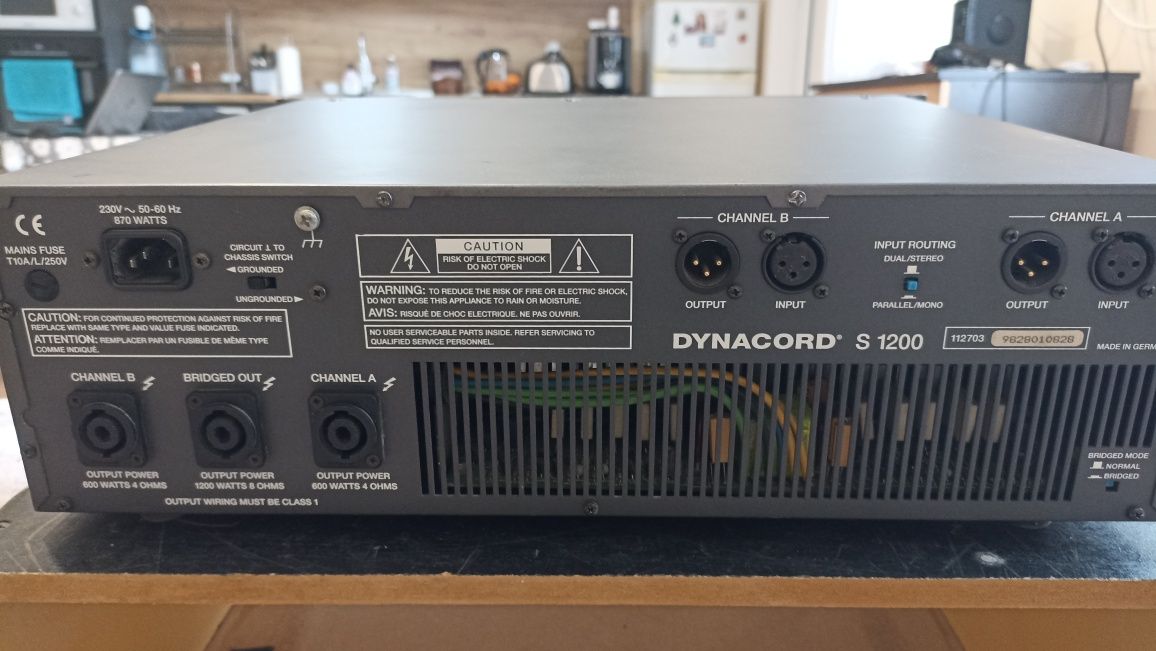 CE
230V ~ 50-60 Hz
870 WATTS
MAINS FUSE
T10A/L/250V
CIRCUIT ⊥ TO
CHASSIS SWITCH
◄GROUNDED
UNGROUNDED►
CAUTION: FOR CONTINUED PROTECTION AGAINST RISK OF FIRE
REPLACE WITH SAME TYPE AND VALUE FUSE INDICATED.
ATTENTION: REMPLACER PAR UN FUSIBLE DE MÊME TYPE
COMME INDIQUÉ.
CAUTION
RISK OF ELECTRIC SHOCK
DO NOT OPEN
WARNING: TO REDUCE THE RISK OF FIRE OR ELECTRIC SHOCK,
DO NOT EXPOSE THIS APPLIANCE TO RAIN OR MOISTURE.
AVIS: RISQUÉ DE CHOC ELECTRIQUE. NE PAS OUVRIR.
NO USER SERVICEABLE PARTS INSIDE. REFER SERVICING TO
QUALIFIED SERVICE PERSONNEL.
CHANNEL B
OUTPUT
INPUT
INPUT ROUTING
DUAL/STEREO
PARALLEL/MONO
CHANNEL A
OUTPUT
INPUT
DYNACORD® S 1200
112703
9828010828
MADE IN GERM
CHANNEL B
OUTPUT POWER
600 WATTS 4 OHMS
BRIDGED OUT
OUTPUT POWER
1200 WATTS 8 OHMS
CHANNEL A
OUTPUT POWER
600 WATTS 4 OHMS
OUTPUT WIRING MUST BE CLASS 1
BRIDGED MODE
NORMAL
BRIDGED